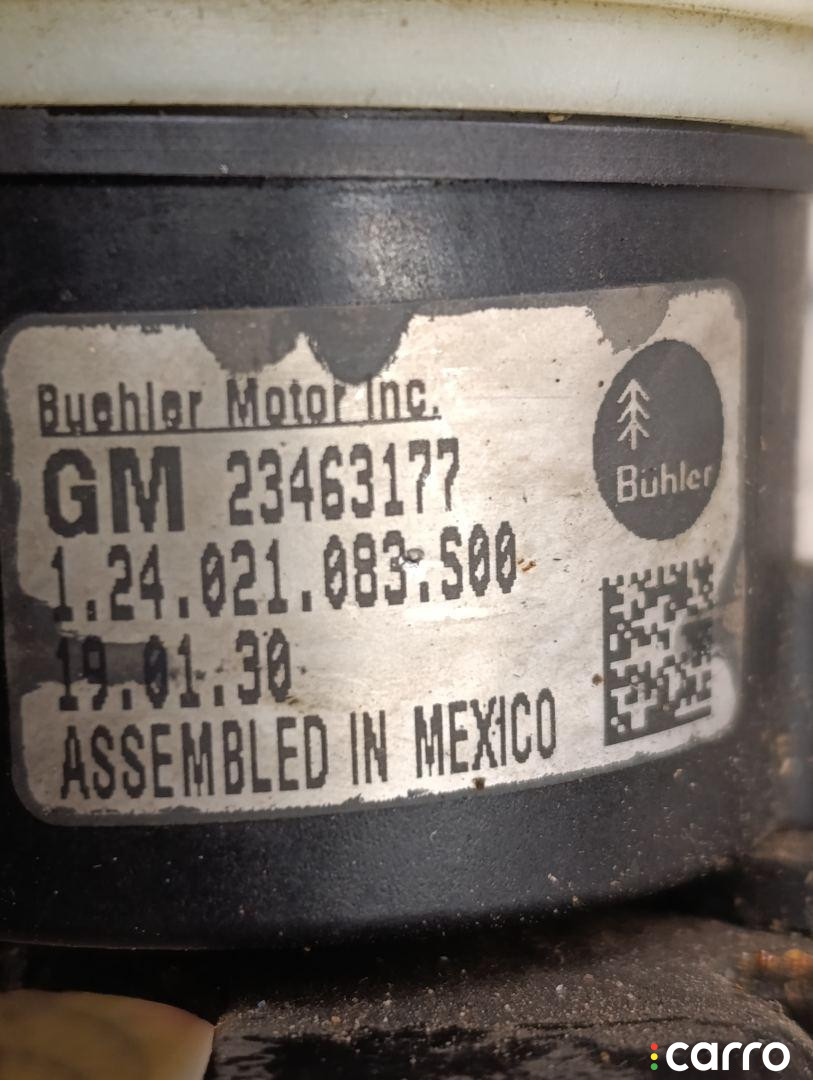 Buehler Motor Inc.
GM 23463177
Bühler
1.24.021.083.S00
19.01.30
ASSEMBLED IN MEXICO
carro